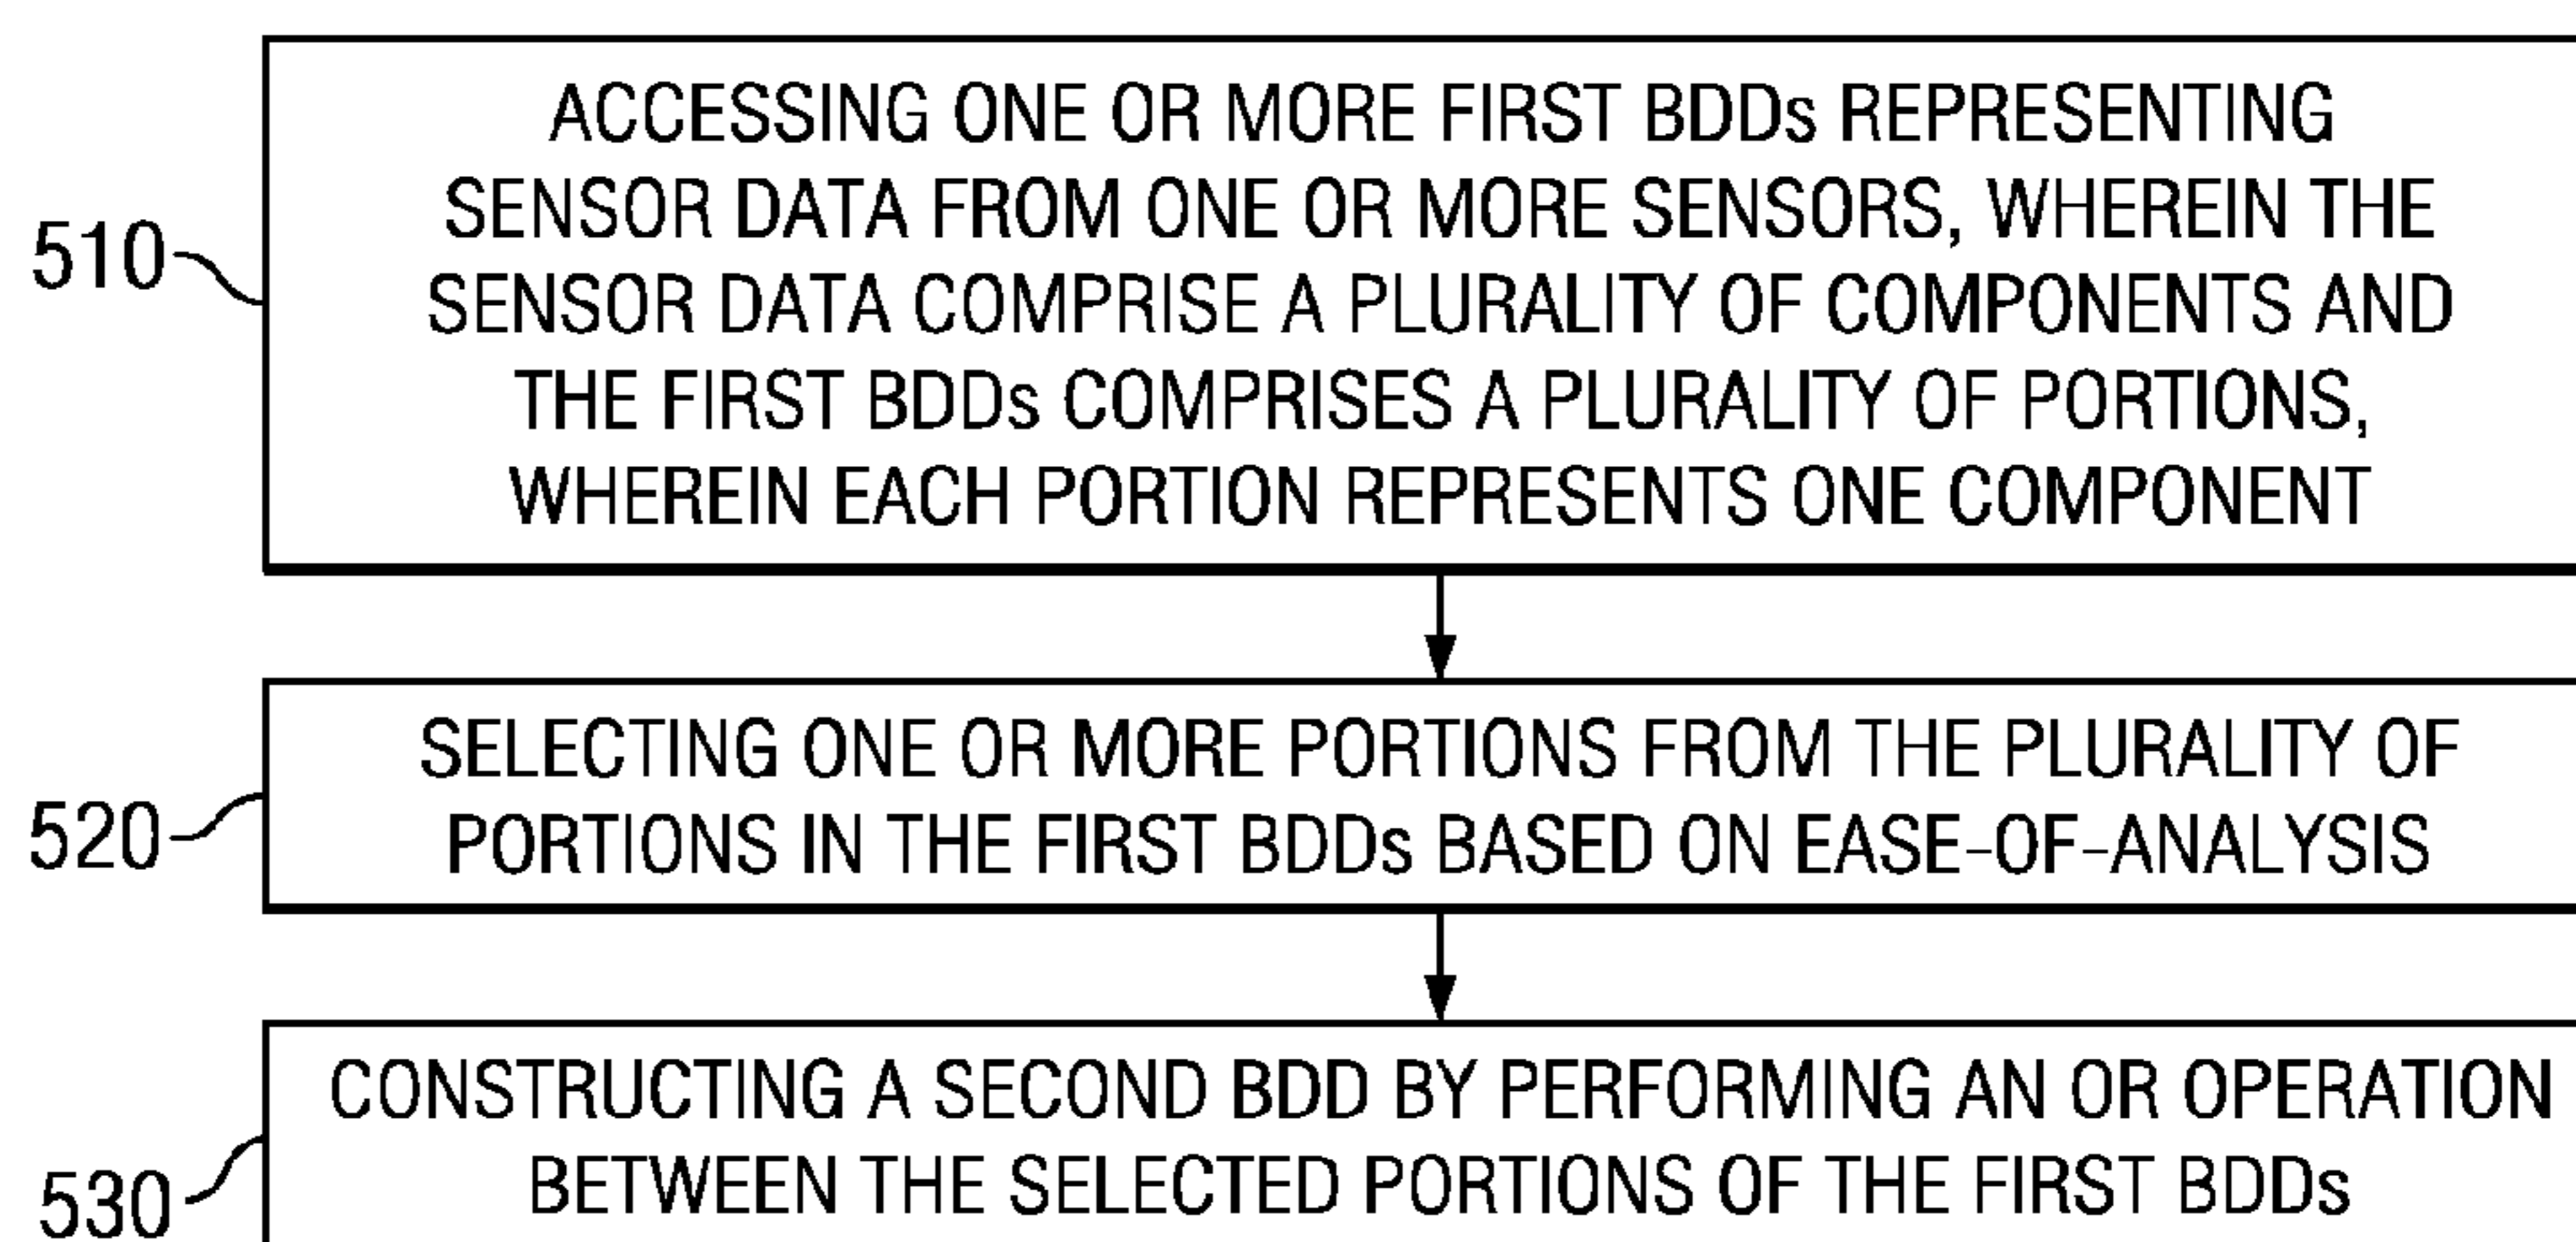 ACCESSING ONE OR MORE FIRST BDDs REPRESENTING
SENSOR DATA FROM ONE OR MORE SENSORS, WHEREIN THE
510
SENSOR DATA COMPRISE A PLURALITY OF COMPONENTS AND
THE FIRST BDDs COMPRISES A PLURALITY OF PORTIONS,
WHEREIN EACH PORTION REPRESENTS ONE COMPONENT
SELECTING ONE OR MORE PORTIONS FROM THE PLURALITY OF
520
PORTIONS IN THE FIRST BDDs BASED ON EASE-OF-ANALYSIS
CONSTRUCTING A SECOND BDD BY PERFORMING AN OR OPERATION
530
BETWEEN THE SELECTED PORTIONS OF THE FIRST BDDs